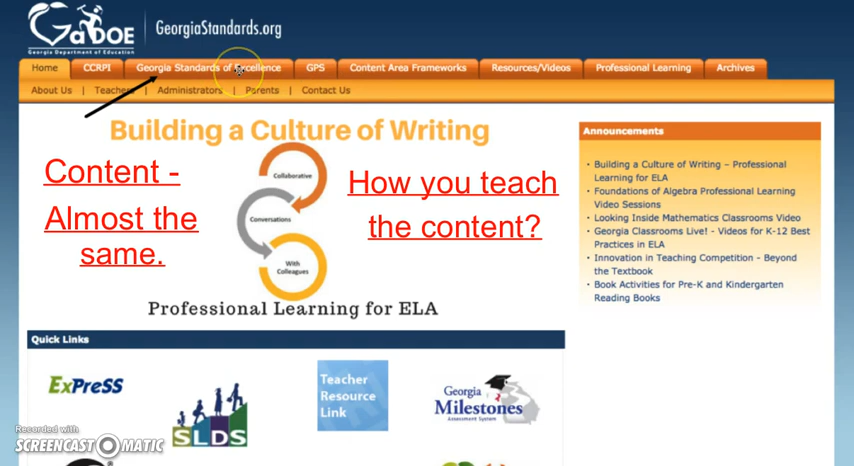 GaDOE
Georgia Department of Education
GeorgiaStandards.org
Home
CCRPI
Georgia Standards of Excellence
GPS
Content Area Frameworks
Resources/Videos
Professional Learning
Archives
About Us | Teachers | Administrators | Parents | Contact Us
Building a Culture of Writing
Content -
Almost the
same.
Collaborative
Conversations
With
Colleagues
How you teach
the content?
Professional Learning for ELA
Announcements
• Building a Culture of Writing – Professional
Learning for ELA
• Foundations of Algebra Professional Learning
Video Sessions
• Looking Inside Mathematics Classrooms Video
• Georgia Classrooms Live! - Videos for K-12 Best
Practices in ELA
• Innovation in Teaching Competition - Beyond
the Textbook
• Book Activities for Pre-K and Kindergarten
Reading Books
Quick Links
ExPreSS
SLDS
Teacher
Resource
Link
Georgia
Milestones
Assessment System
Recorded with
SCREENCAST-O-MATIC